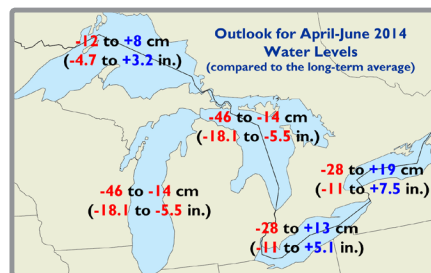 Outlook for April-June 2014
Water Levels
(compared to the long-term average)
-12 to +8 cm
(-4.7 to +3.2 in.)
-46 to -14 cm
(-18.1 to -5.5 in.)
-28 to +19 cm
(-11 to +7.5 in.)
-46 to -14 cm
(-18.1 to -5.5 in.)
-28 to +13 cm
(-11 to +5.1 in.)